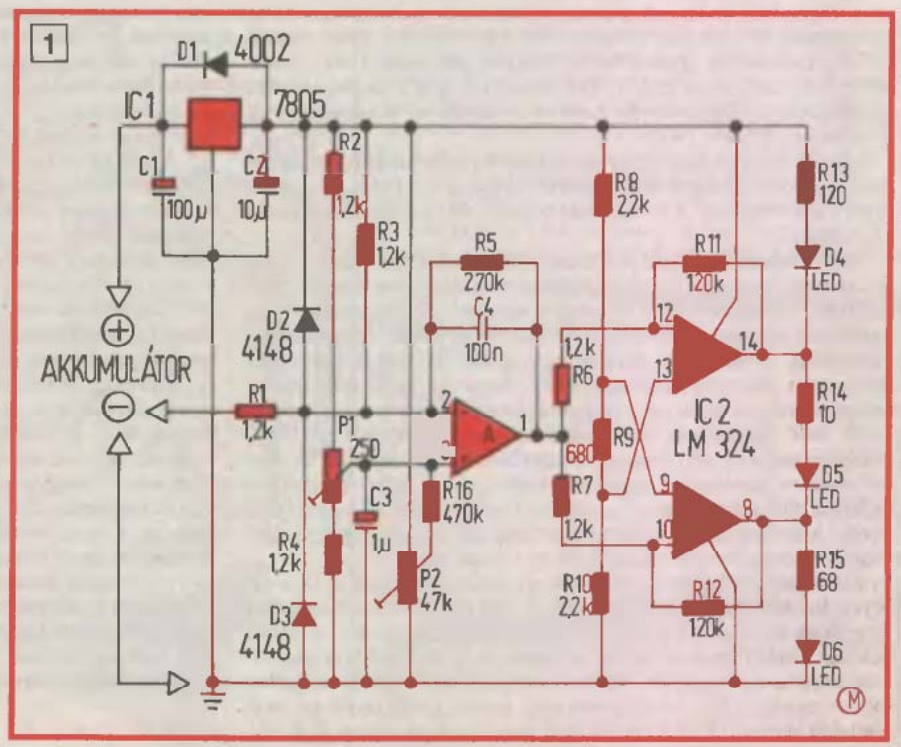 1
D1 4002
IC1 7805
C1
100µ
C2
10µ
R2
1,2k
R3
1,2k
R5
270k
C4
100n
R8
2,2k
R11
120k
R13
120
D4
LED
D2
4148
AKKUMULÁTOR
R1
1,2k
P1
250
2
3
A
1
1,2k
R6
12
13
14
IC2
LM 324
R9
680
R14
10
D5
LED
R7
1,2k
9
10
8
C3
1µ
R16
470k
R4
1,2k
P2
47k
R10
2,2k
R12
120k
R15
68
D3
4148
D6
LED
M